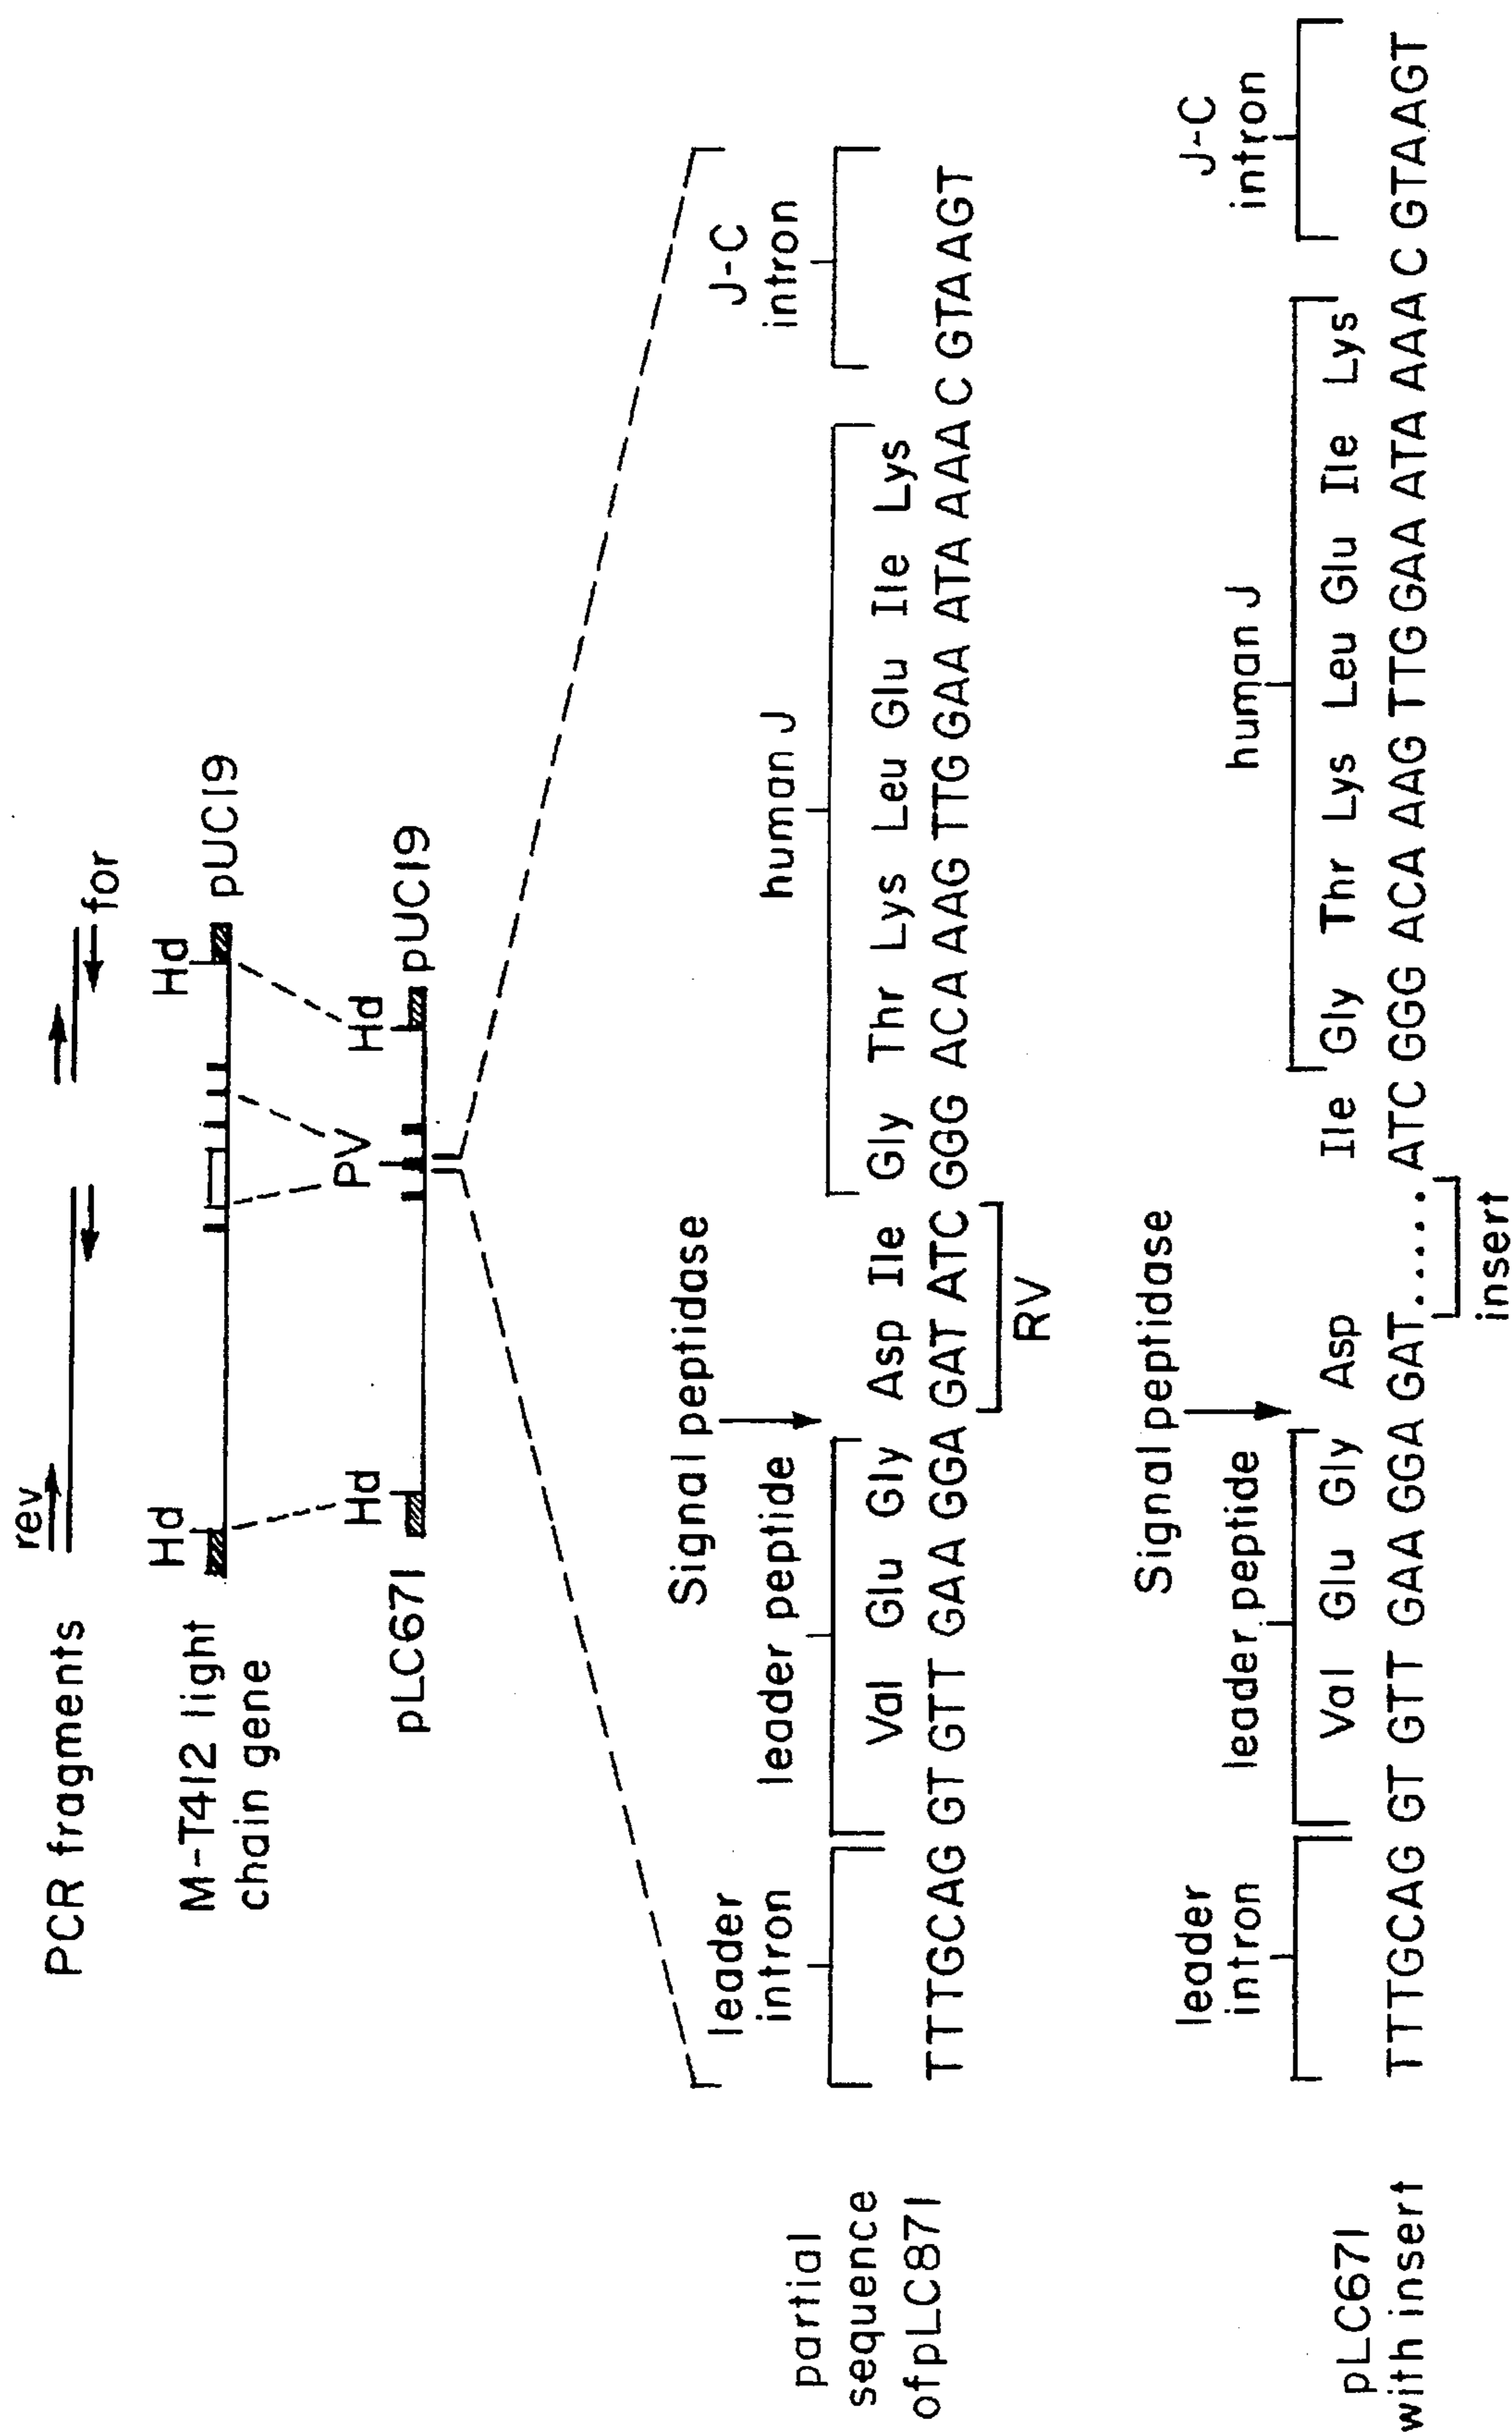 PCR fragments
rev
for
M-T412 light
chain gene
Hd
Hd
pUC19
pLC671
Hd
PV
Hd
pUC19
partial
sequence
ofpLC871
Signal peptidase
leader
intron
leader peptide
human J
J-C
intron
Val Glu Gly Asp Ile Gly Thr Lys Leu Glu Ile Lys
TTTGCAG GT GTT GAA GGA GAT ATC GGG ACA AAG TTG GAA ATA AAA C GTAAGT
RV
pLC671
with insert
Signal peptidase
leader
intron
leader peptide
human J
J-C
intron
Val Glu Gly Asp Ile Gly Thr Lys Leu Glu Ile Lys
TTTGCAG GT GTT GAA GGA GAT..... ATC GGG ACA AAG TTG GAA ATA AAA C GTAAGT
insert